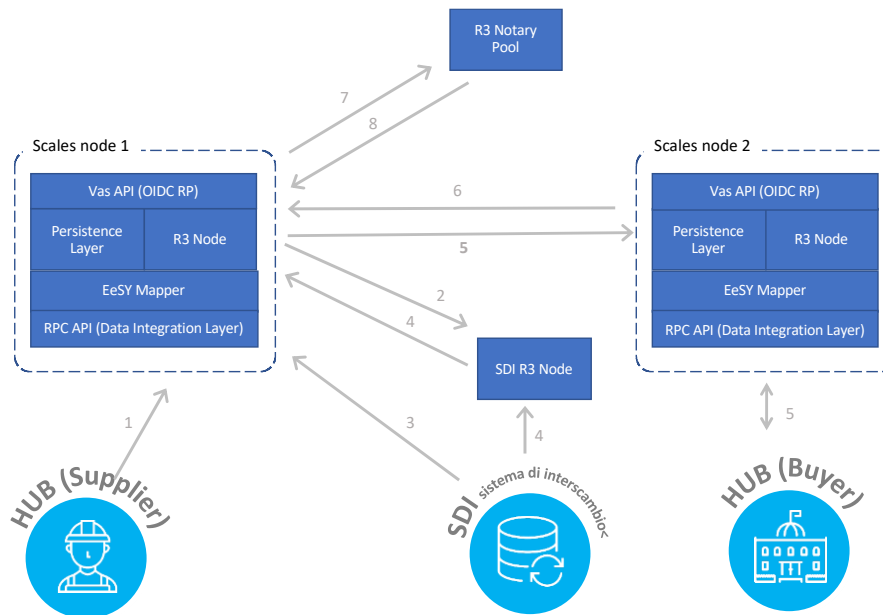 R3 Notary
Pool
7
8
Scales node 1
Scales node 2
Vas API (OIDC RP)
Persistence
Layer
R3 Node
EeSY Mapper
RPC API (Data Integration Layer)
6
5
2
4
Vas API (OIDC RP)
Persistence
Layer
R3 Node
EeSY Mapper
RPC API (Data Integration Layer)
SDI R3 Node
1
3
4
5
HUB (Supplier)
SDI sistema di interscambio<
HUB (Buyer)